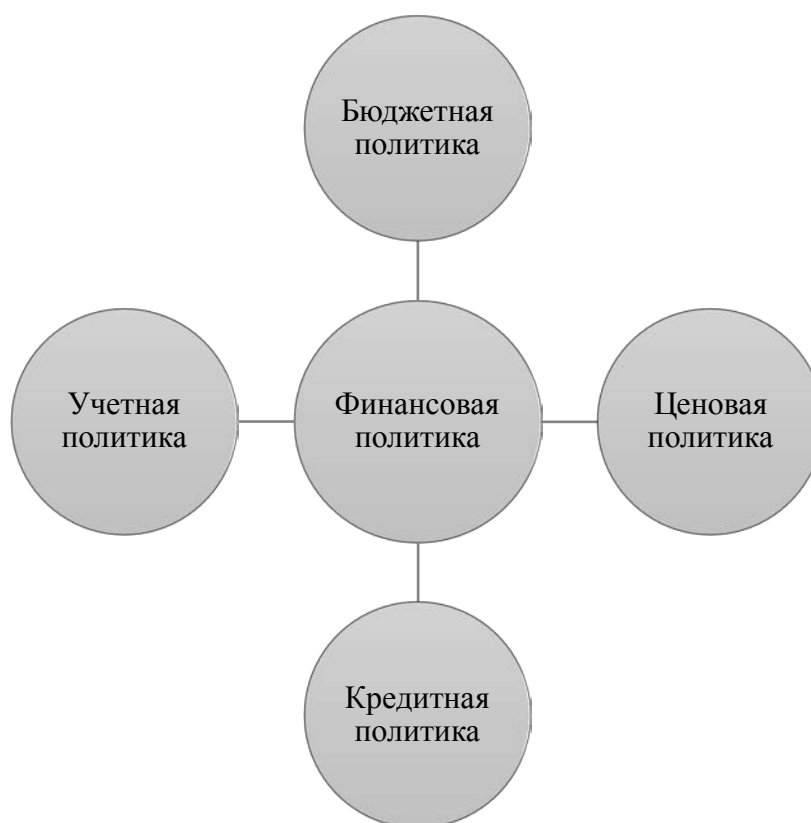 Бюджетная
политика
Учетная
политика
Финансовая
политика
Ценовая
политика
Кредитная
политика